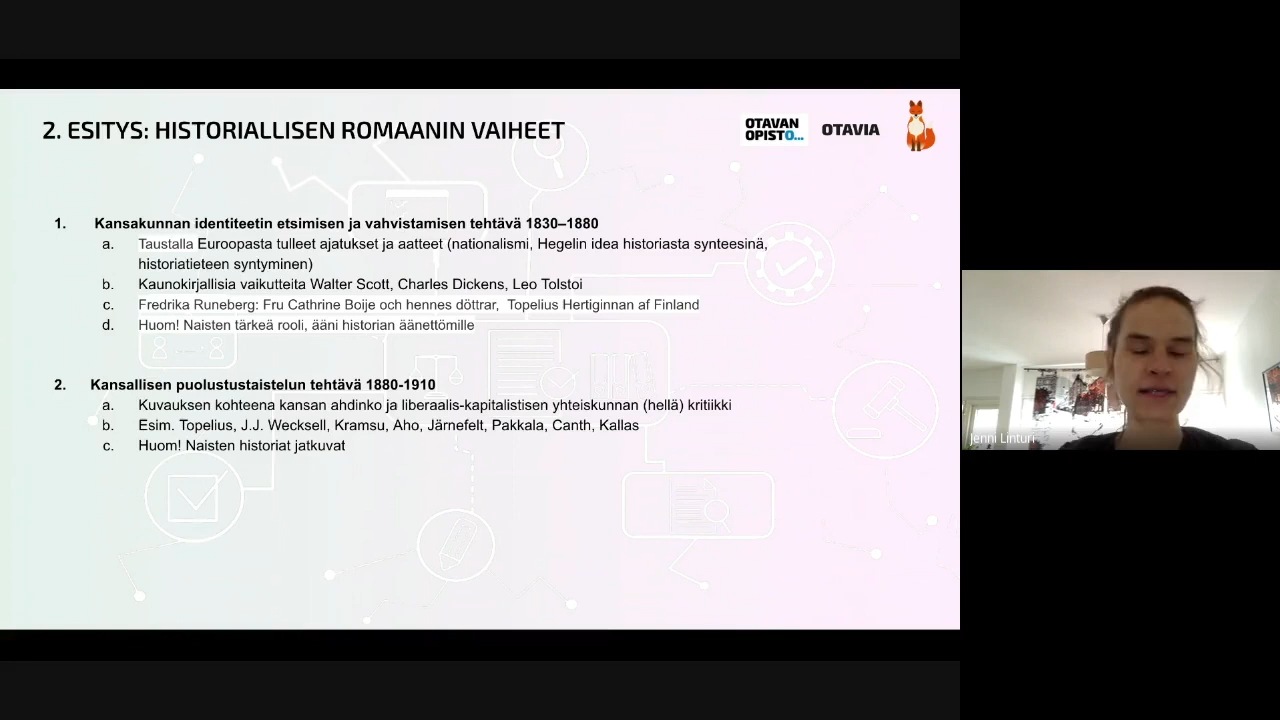 2. ESITYS: HISTORIALLISEN ROMAANIN VAIHEET
OTAVAN
OPISTO...
OTAVIA
1. Kansakunnan identiteetin etsimisen ja vahvistamisen tehtävä 1830–1880
a. Taustalla Euroopasta tulleet ajatukset ja aatteet (nationalismi, Hegelin idea historiasta synteesinä,
historiatieteen syntyminen)
b. Kaunokirjallisia vaikutteita Walter Scott, Charles Dickens, Leo Tolstoi
c. Fredrika Runeberg: Fru Cathrine Boije och hennes döttrar, Topelius Hertiginnan af Finland
d. Huom! Naisten tärkeä rooli, ääni historian äänettömille
2. Kansallisen puolustustaistelun tehtävä 1880-1910
a. Kuvauksen kohteena kansan ahdinko ja liberaalis-kapitalistisen yhteiskunnan (hellä) kritiikki
b. Esim. Topelius, J.J. Wecksell, Kramsu, Aho, Järnefelt, Pakkala, Canth, Kallas
c. Huom! Naisten historiat jatkuvat
Jenni Linturi